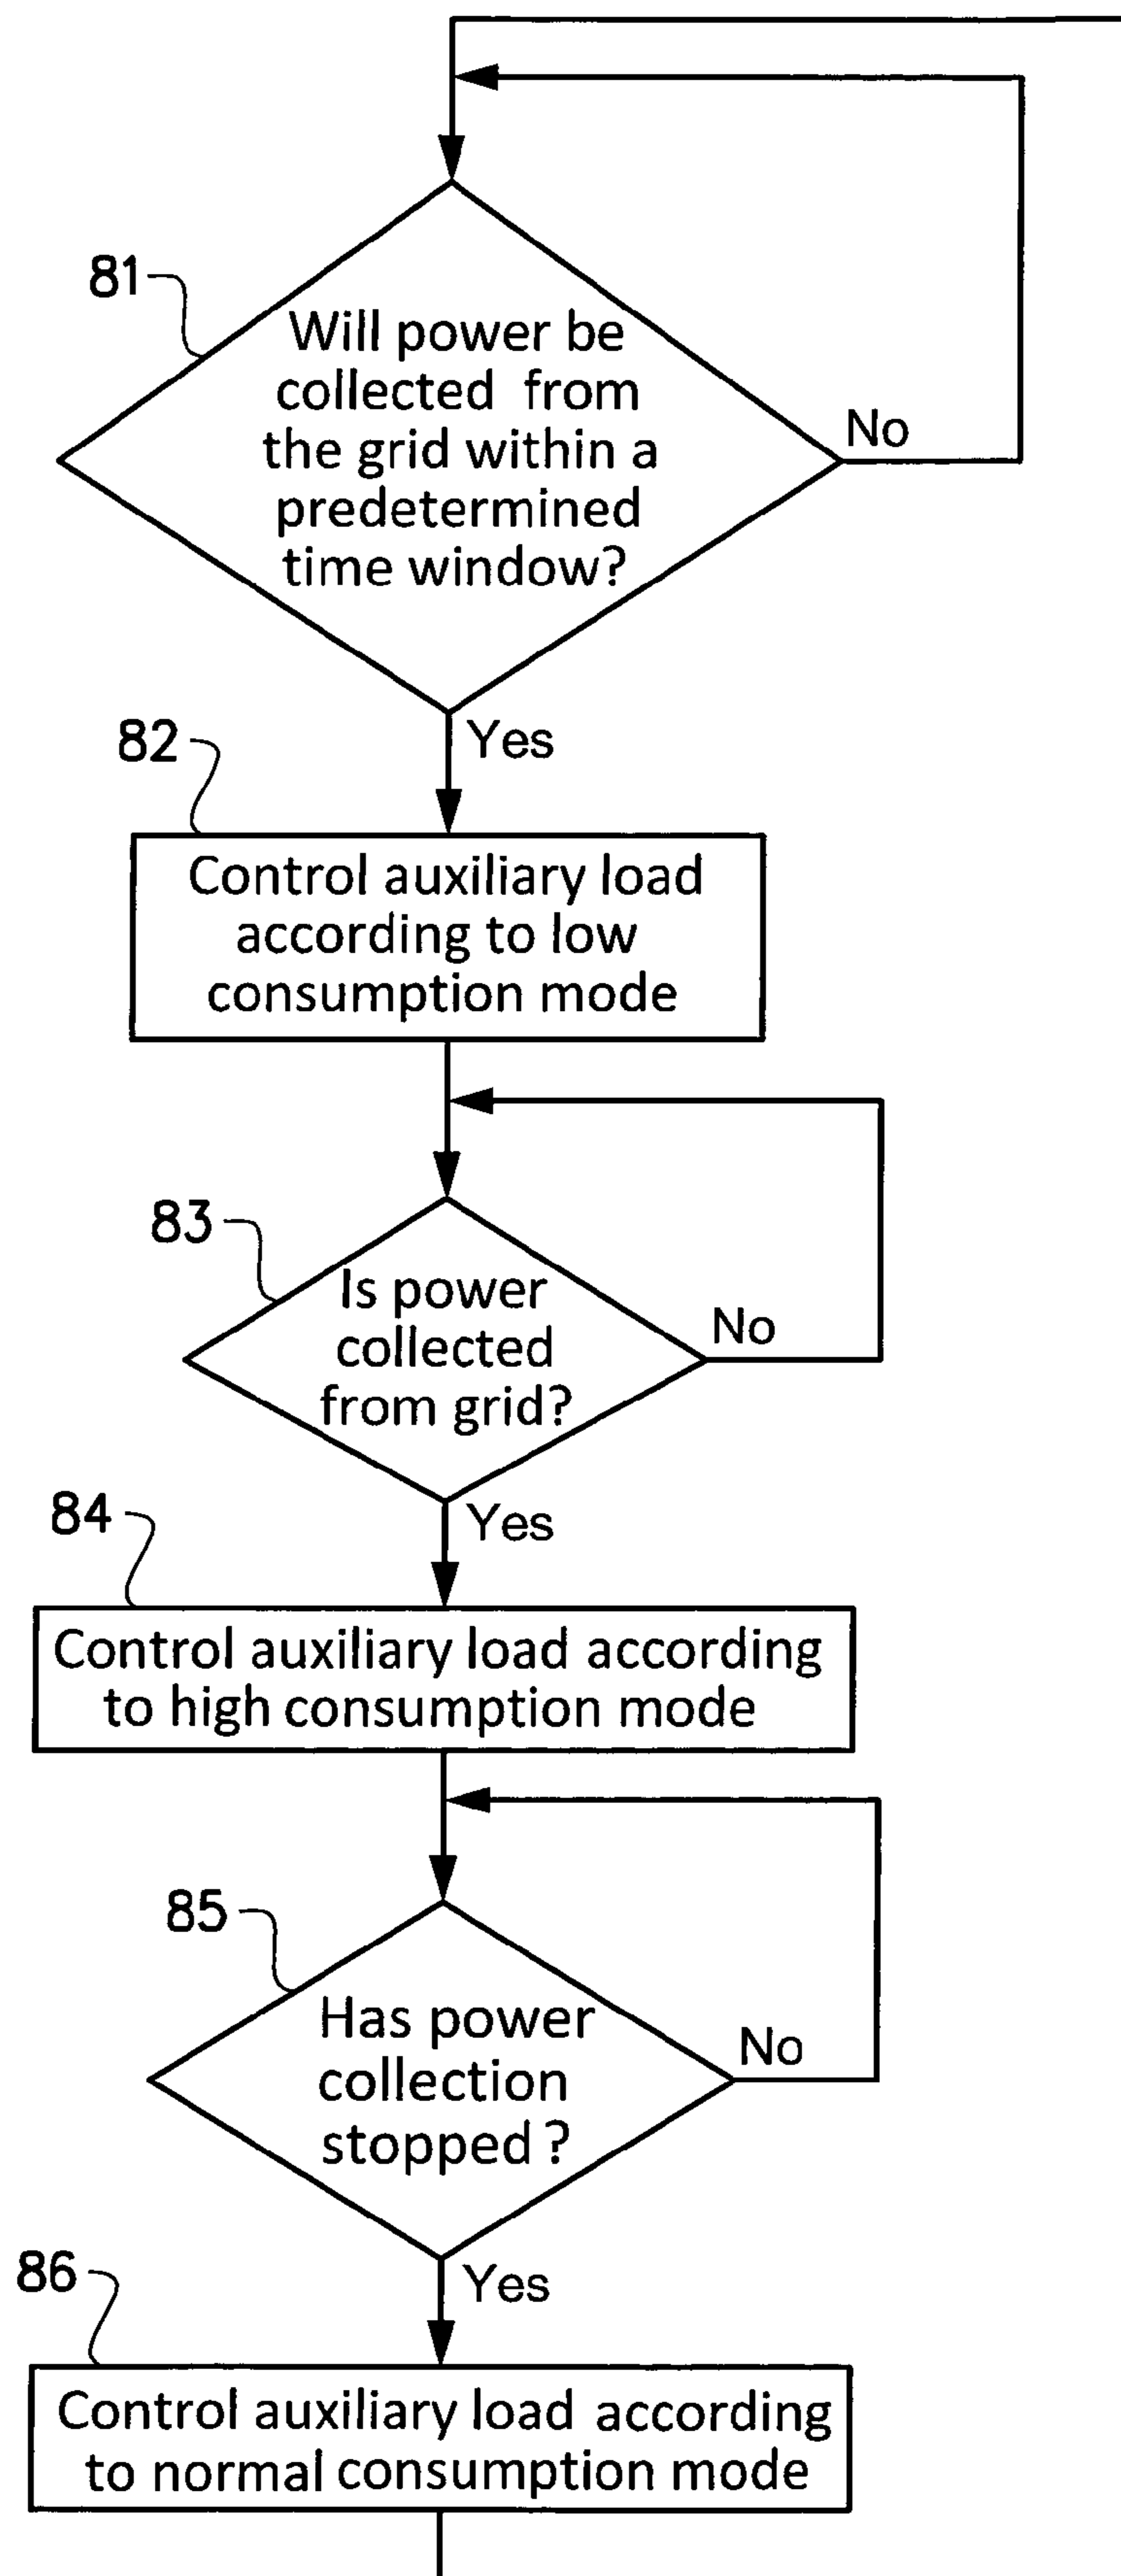 81
Will power be
collected from
the grid within a
predetermined
time window?
No
Yes
82
Control auxiliary load
according to low
consumption mode
83
Is power
collected
from grid?
No
Yes
84
Control auxiliary load according
to high consumption mode
85
Has power
collection
stopped ?
No
Yes
86
Control auxiliary load according
to normal consumption mode